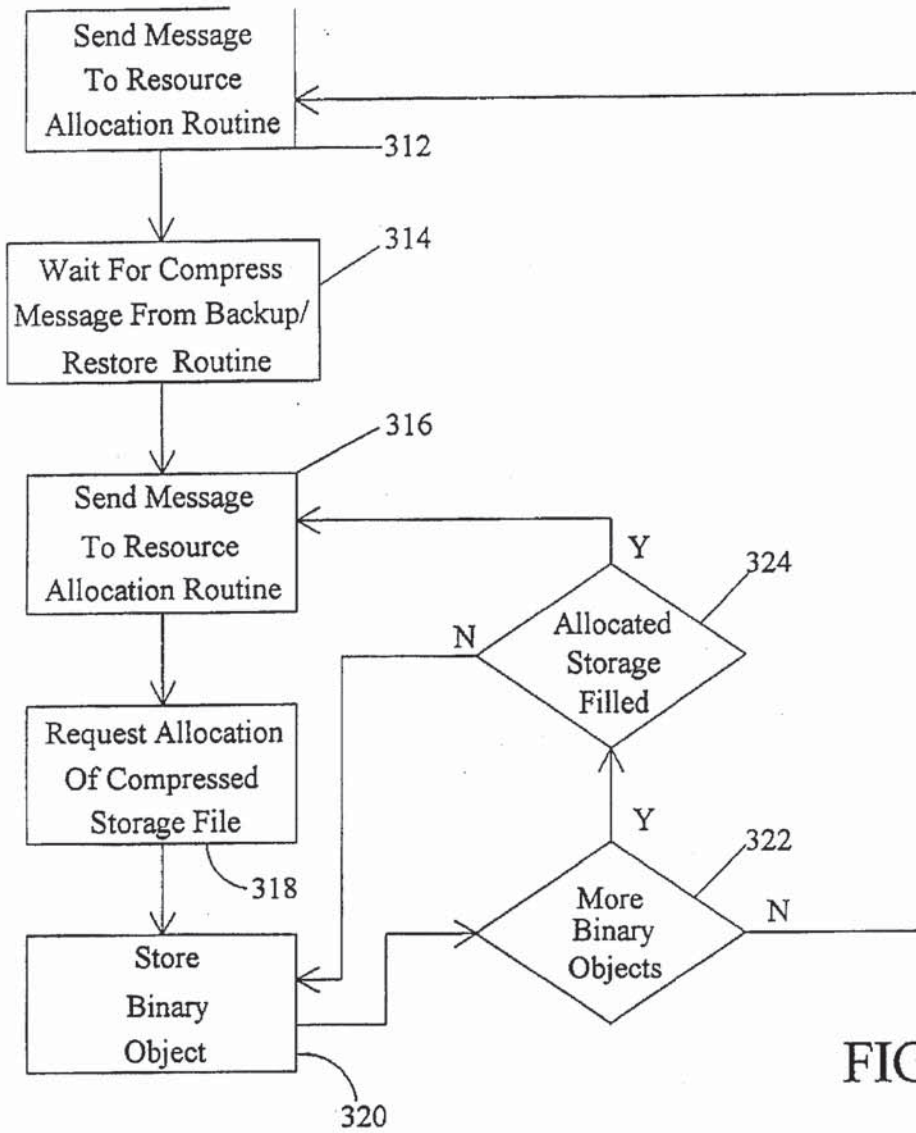 Send Message
To Resource
Allocation Routine
312
314
Wait For Compress
Message From Backup/
Restore Routine
316
Send Message
To Resource
Allocation Routine
Y
324
N
Allocated
Storage
Filled
Request Allocation
Of Compressed
Storage File
318
Y
322
More
Binary
Objects
N
Store
Binary
Object
320
FIG